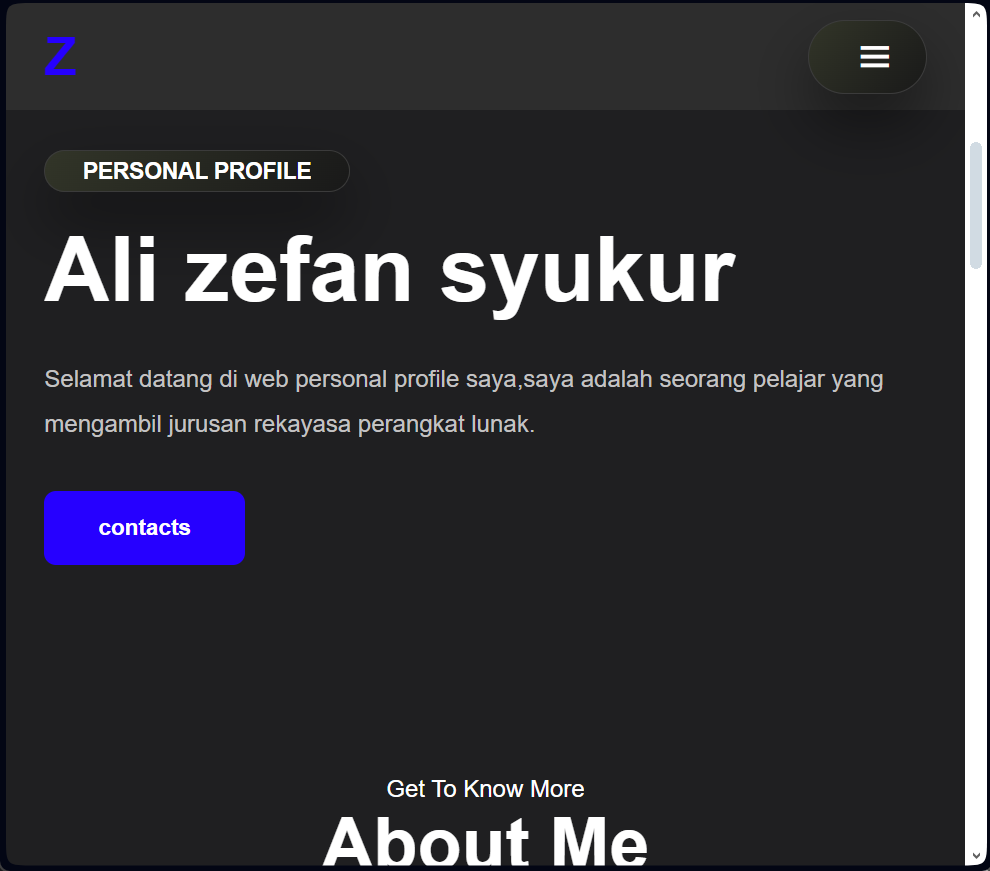 Z
PERSONAL PROFILE
Ali zefan syukur
Selamat datang di web personal profile saya,saya adalah seorang pelajar yang
mengambil jurusan rekayasa perangkat lunak.
contacts
Get To Know More
About Me